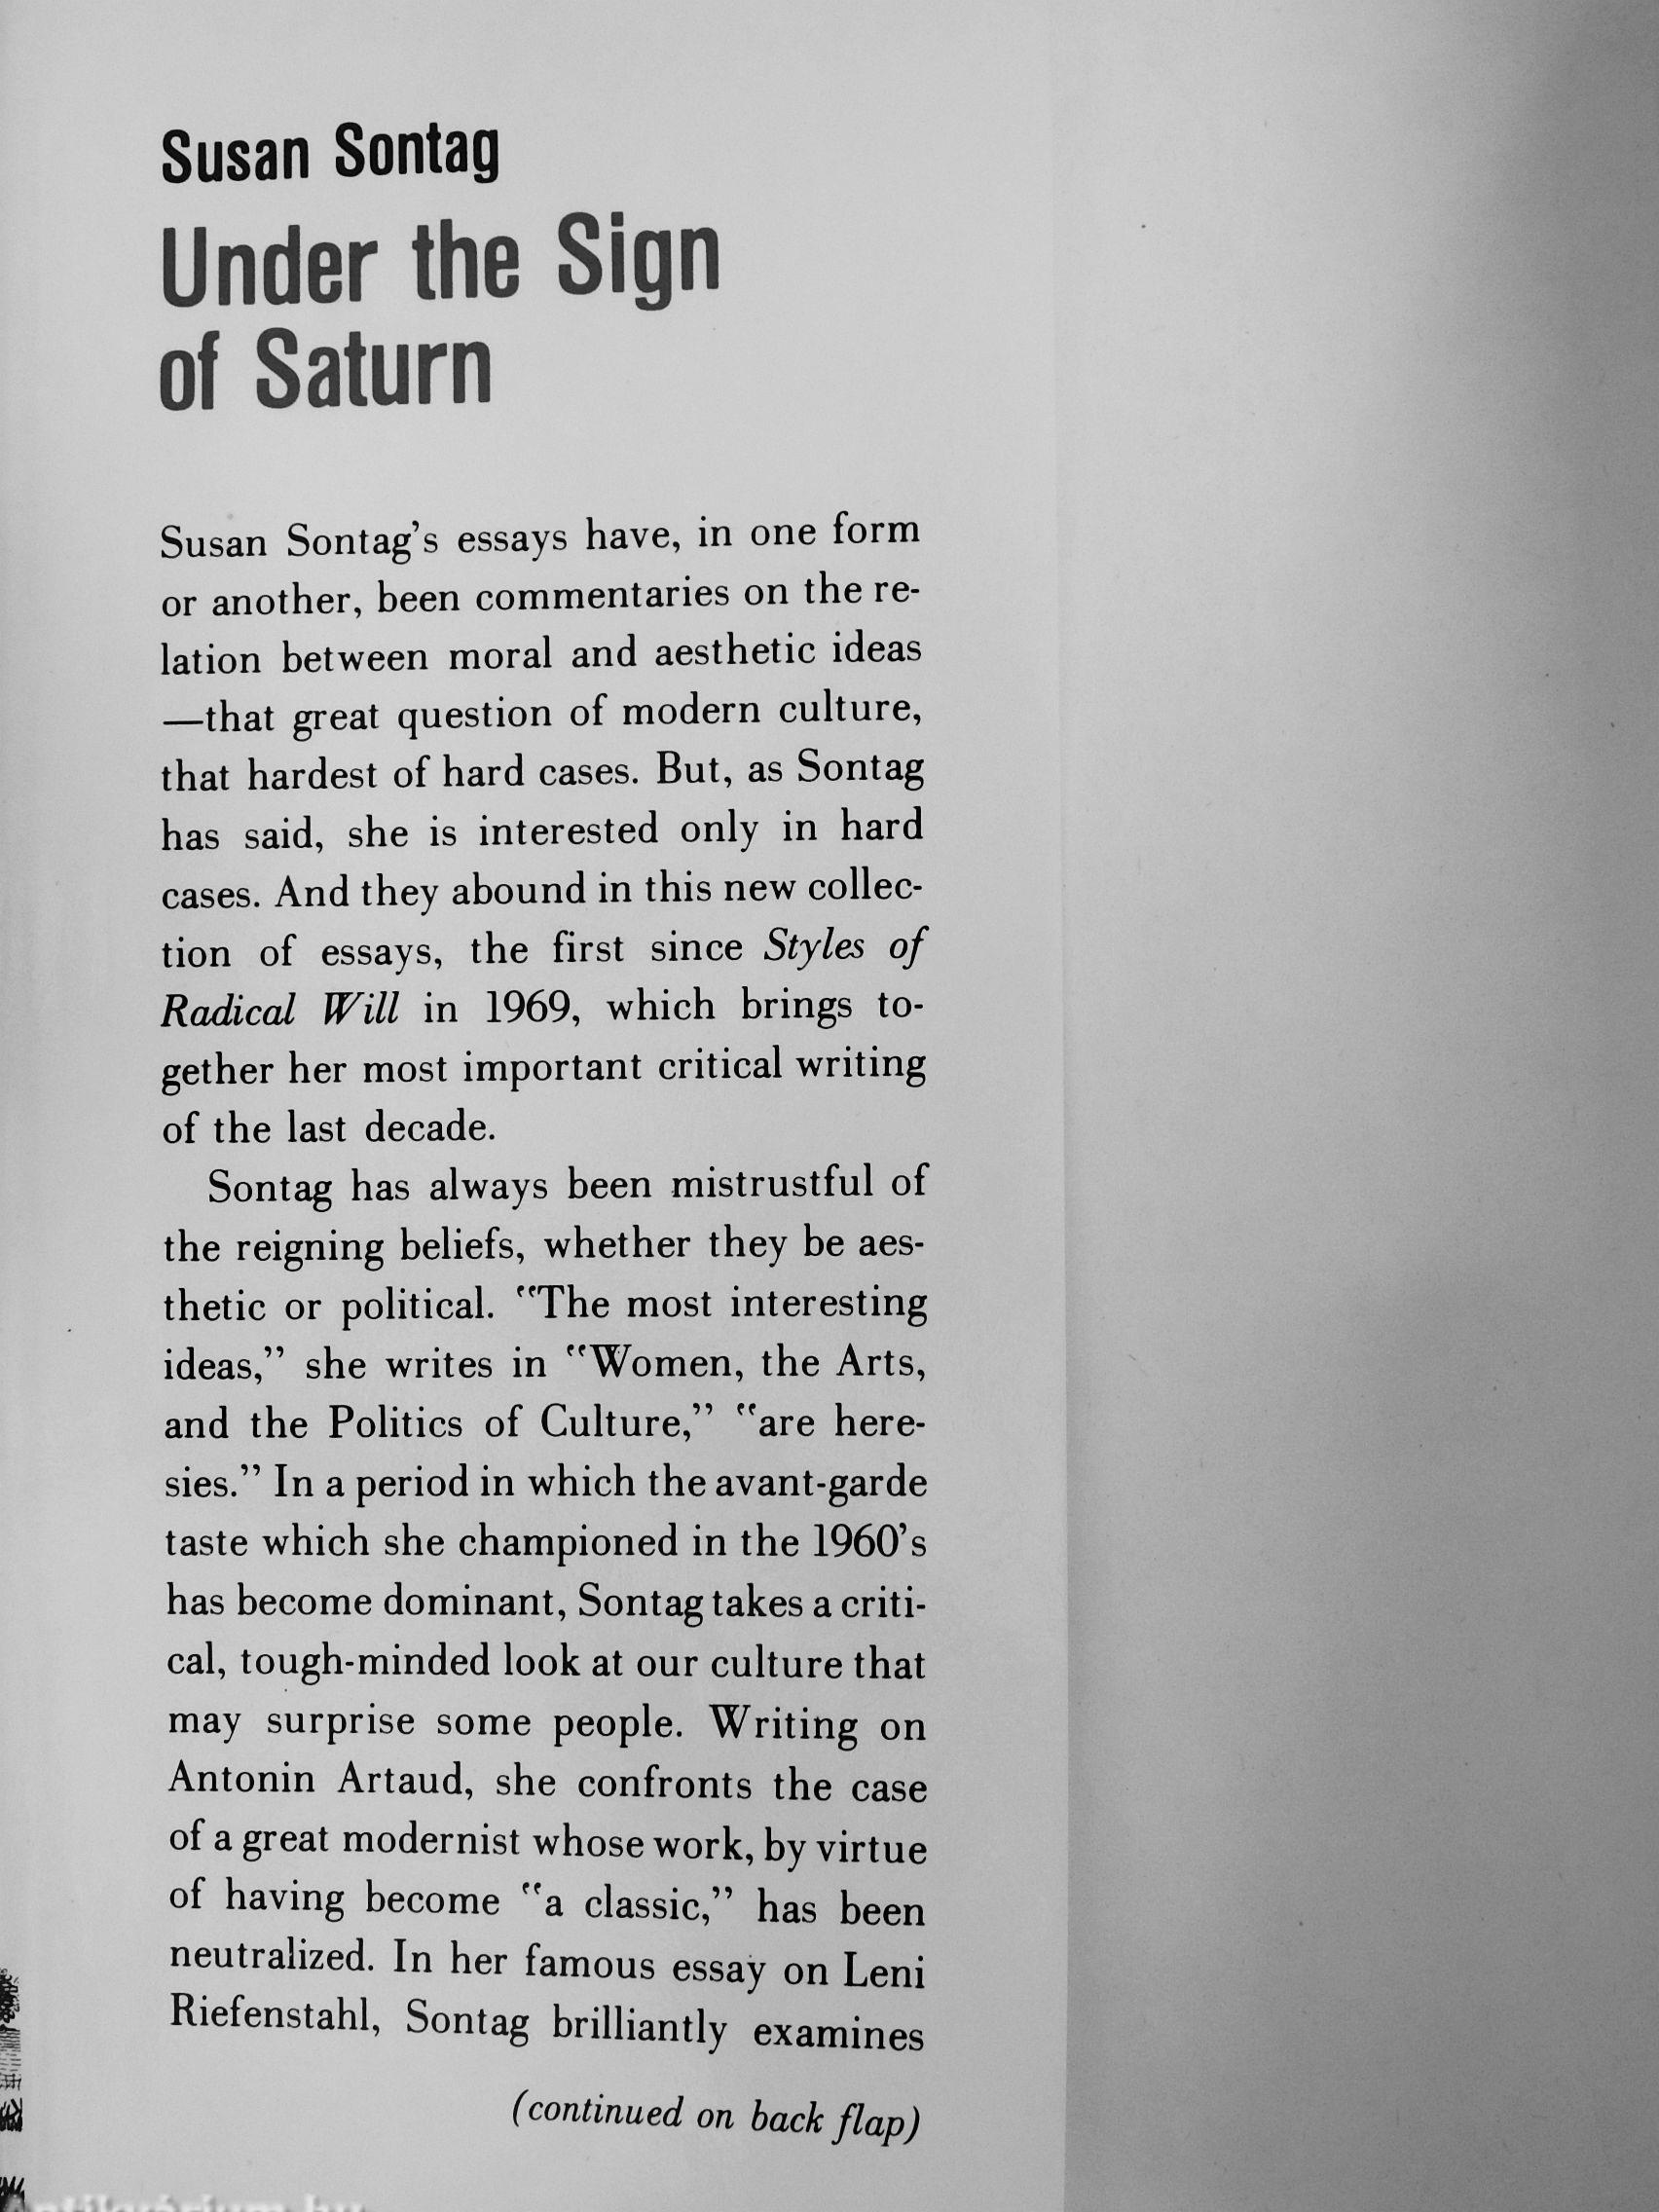 Susan Sontag
Under the Sign
of Saturn
Susan Sontag’s essays have, in one form
or another, been commentaries on the re-
lation between moral and aesthetic ideas
—that great question of modern culture,
that hardest of hard cases. But, as Sontag
has said, she is interested only in hard
cases. And they abound in this new collec-
tion of essays, the first since Styles of
Radical Will in 1969, which brings to-
gether her most important critical writing
of the last decade.
Sontag has always been mistrustful of
the reigning beliefs, whether they be aes-
thetic or political. “The most interesting
ideas,” she writes in “Women, the Arts,
and the Politics of Culture,” “are here-
sies.” In a period in which the avant-garde
taste which she championed in the 1960’s
has become dominant, Sontag takes a criti-
cal, tough-minded look at our culture that
may surprise some people. Writing on
Antonin Artaud, she confronts the case
of a great modernist whose work, by virtue
of having become “a classic,” has been
neutralized. In her famous essay on Leni
Riefenstahl, Sontag brilliantly examines
(continued on back flap)
Antikvárium.hu